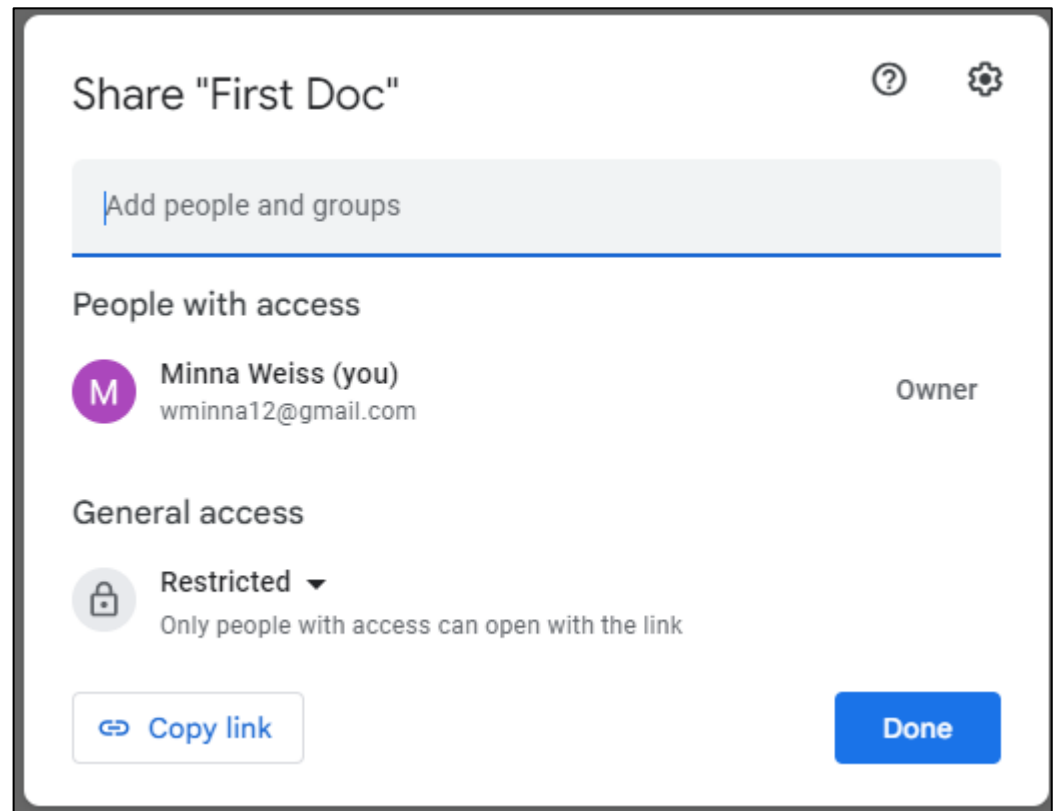 Share "First Doc"
Add people and groups
People with access
M
Minna Weiss (you)
wminna12@gmail.com
Owner
General access
Restricted
Only people with access can open with the link
Copy link
Done